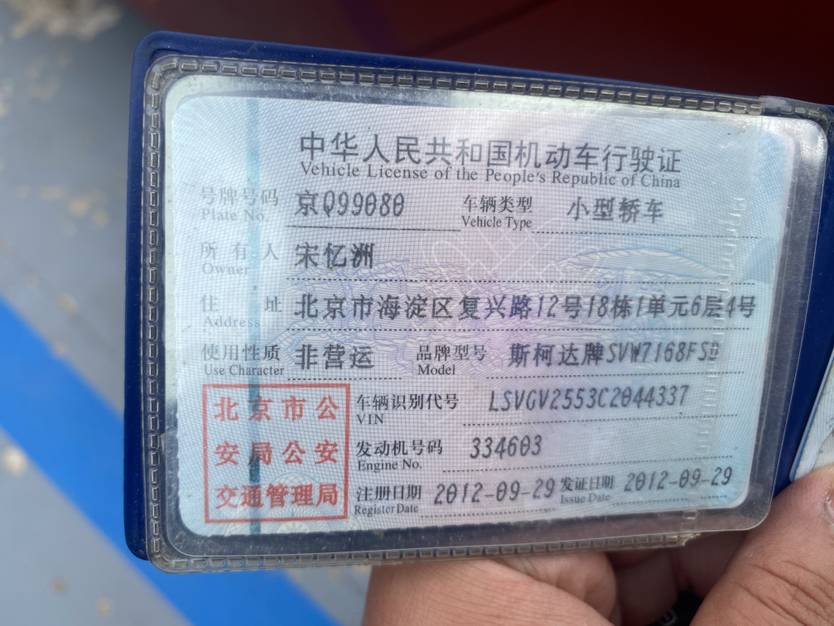 中华人民共和国机动车行驶证
Vehicle License of the People's Republic of China
号牌号码 京Q99080 车辆类型 小型轿车
Plate No. Vehicle Type
所有人 宋亿洲
Owner
住址 北京市海淀区复兴路12号18栋1单元6层4号
Address
使用性质 非营运 品牌型号 斯柯达牌SVW7168FSD
Use Character Model
北京市公
安局公安
交通管理局
车辆识别代号 LSVGV2553C2044337
VIN
发动机号码 334603
Engine No.
注册日期 2012-09-29 发证日期 2012-09-29
Register Date Issue Date